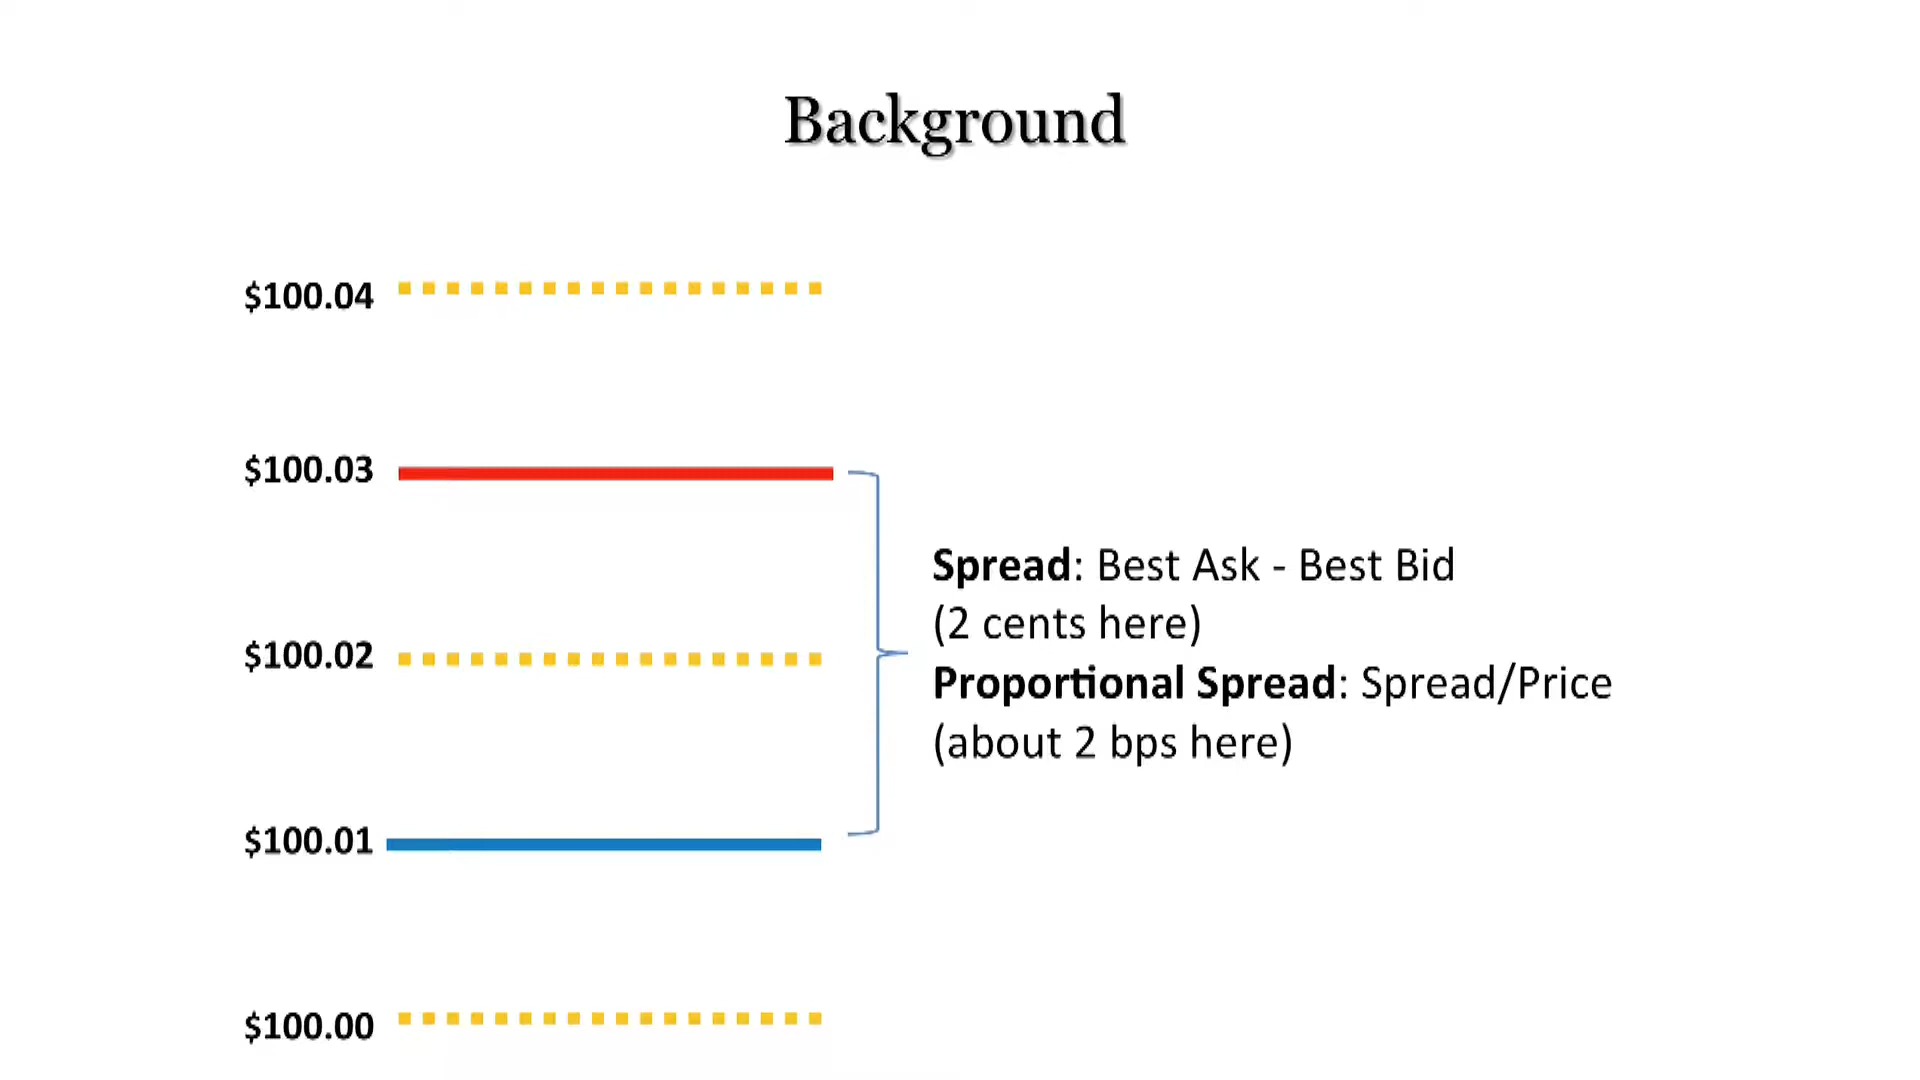 Background
$100.04
$100.03
Spread: Best Ask - Best Bid
(2 cents here)
$100.02
Proportional Spread: Spread/Price
(about 2 bps here)
$100.01
$100.00